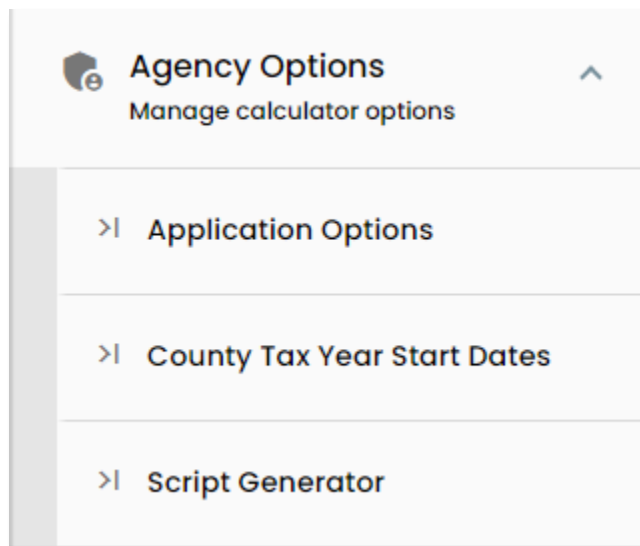 Agency Options
Manage calculator options
Application Options
County Tax Year Start Dates
Script Generator